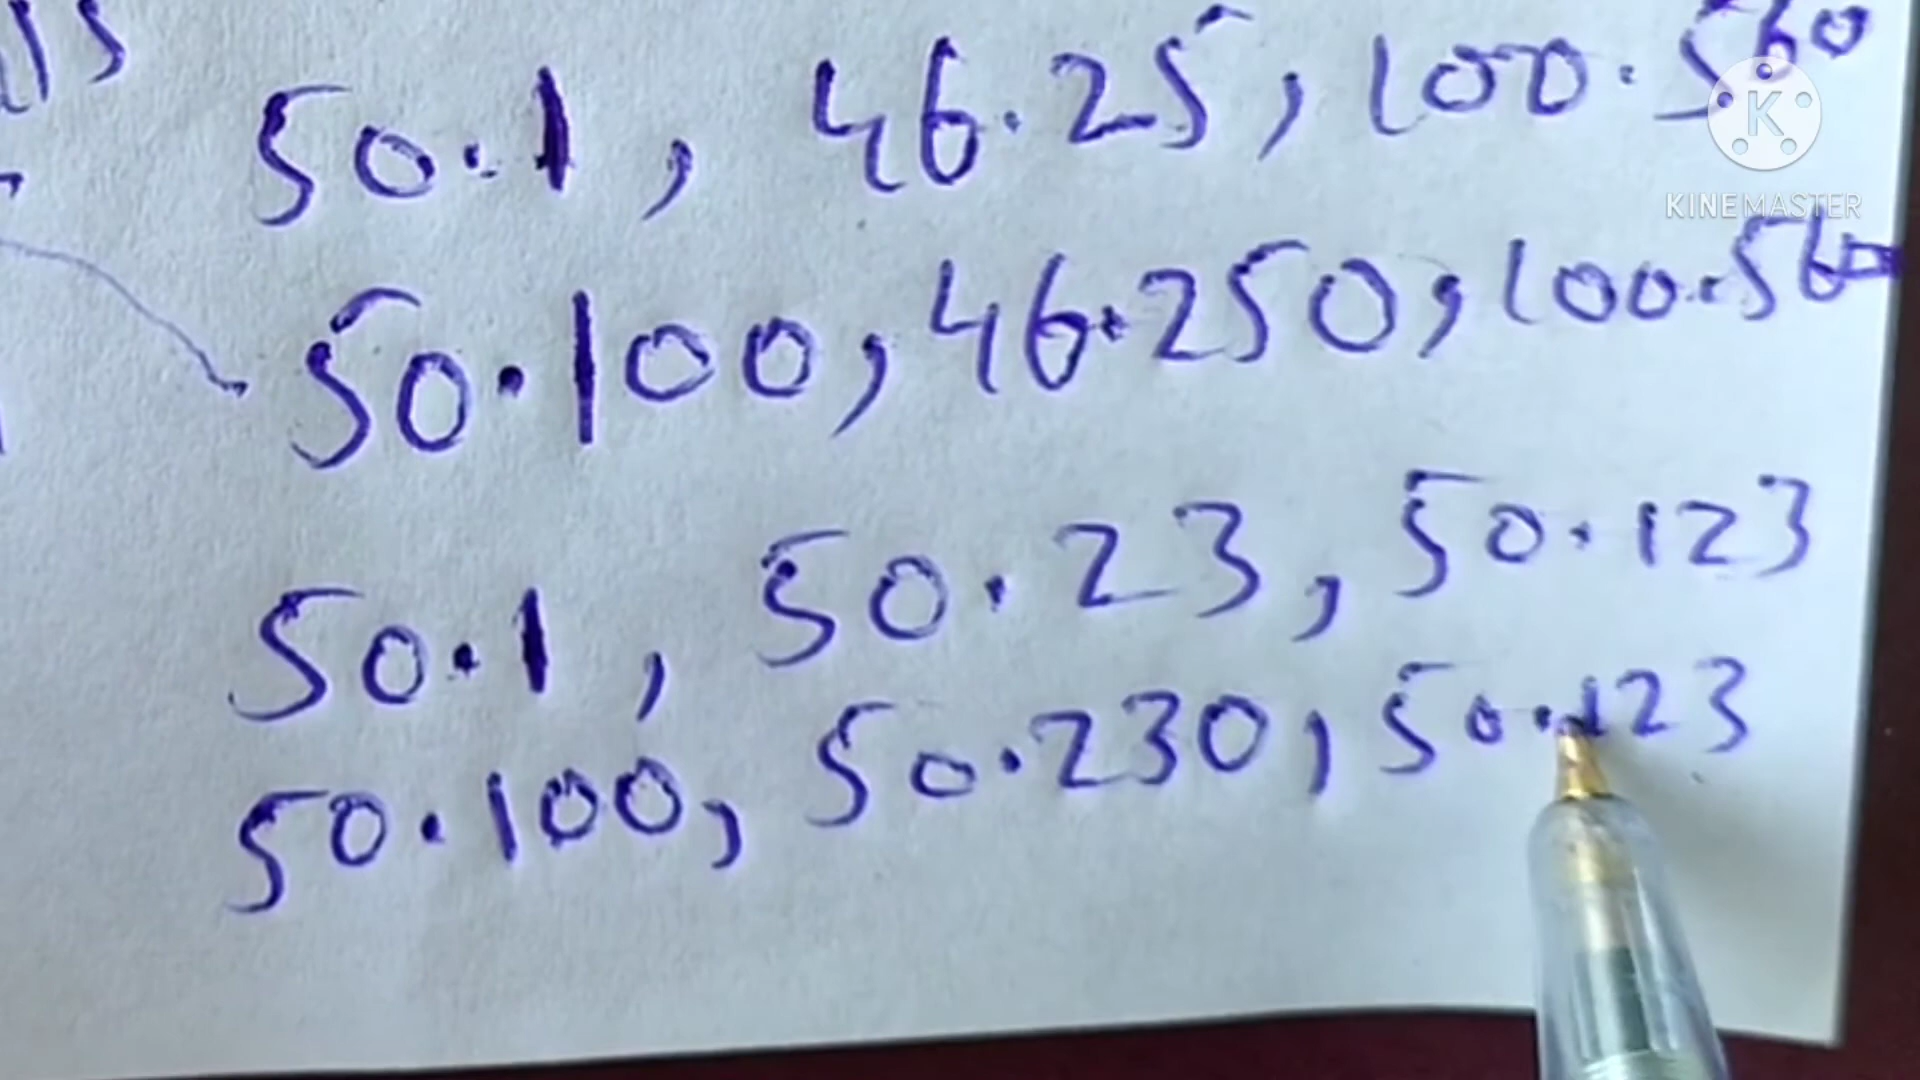 50.1, 46.25, 100.560
KINEMASTER
50.100, 46.250, 100.560
50.1, 50.23, 50.123
50.100, 50.230, 50.123